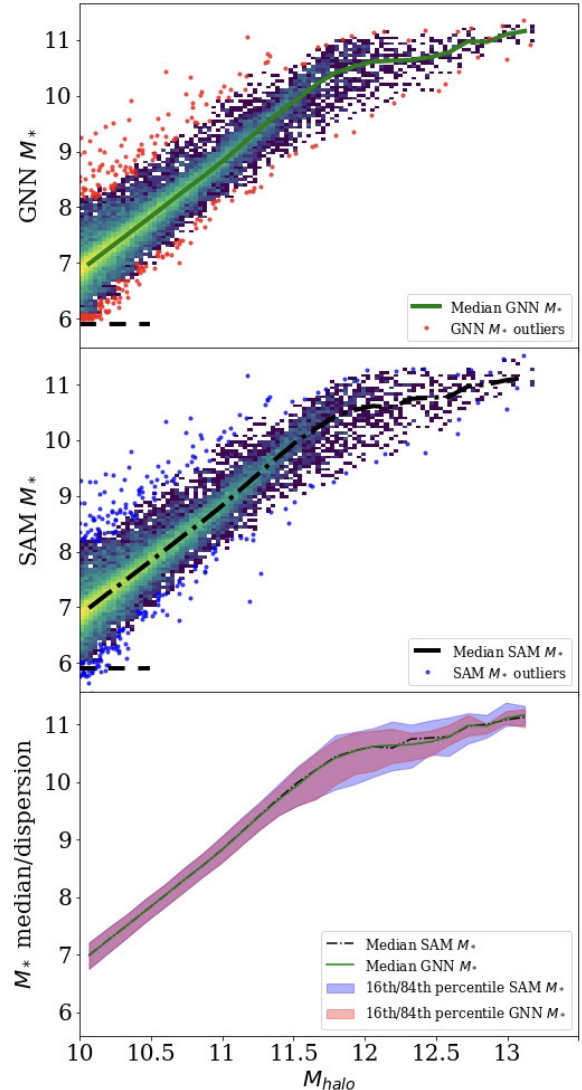 11
10
9
8
7
6
GNN M*
Median GNN M*
GNN M* outliers
11
10
9
8
7
6
SAM M*
Median SAM M*
SAM M* outliers
11
10
9
8
7
6
M* median/dispersion
Median SAM M*
Median GNN M*
16th/84th percentile SAM M*
16th/84th percentile GNN M*
10 10.5 11 11.5 12 12.5 13
Mhalo